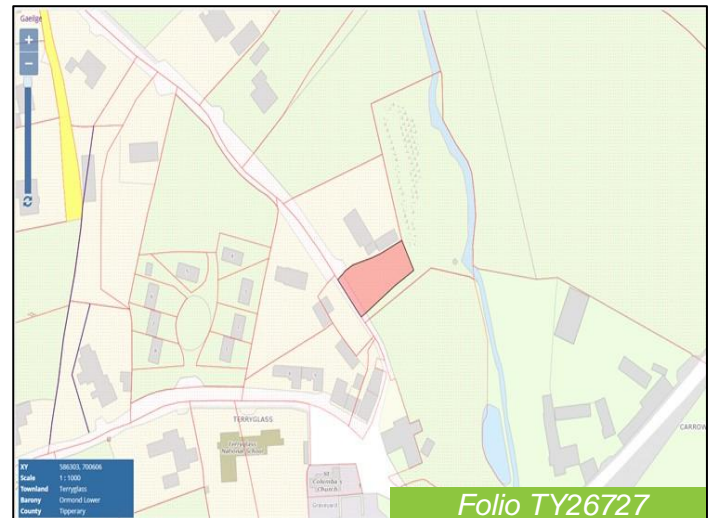 Gaeilge
+
−
TERRYGLASS
Terryglass
National School
St
Columba's
Church
Graveyard
CARROW
XY 586303, 700606
Scale 1 : 1000
Townland Terryglass
Barony Ormond Lower
County Tipperary
Folio TY26727